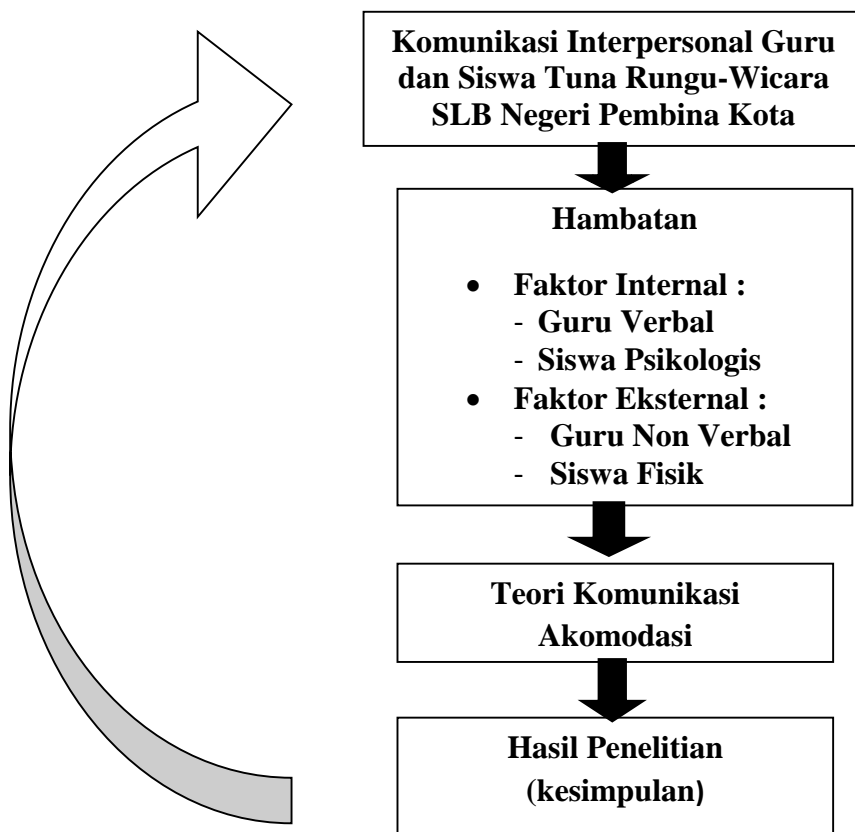 Komunikasi Interpersonal Guru
dan Siswa Tuna Rungu-Wicara
SLB Negeri Pembina Kota
Hambatan
• Faktor Internal :
- Guru Verbal
- Siswa Psikologis
• Faktor Eksternal :
- Guru Non Verbal
- Siswa Fisik
Teori Komunikasi
Akomodasi
Hasil Penelitian
(kesimpulan)